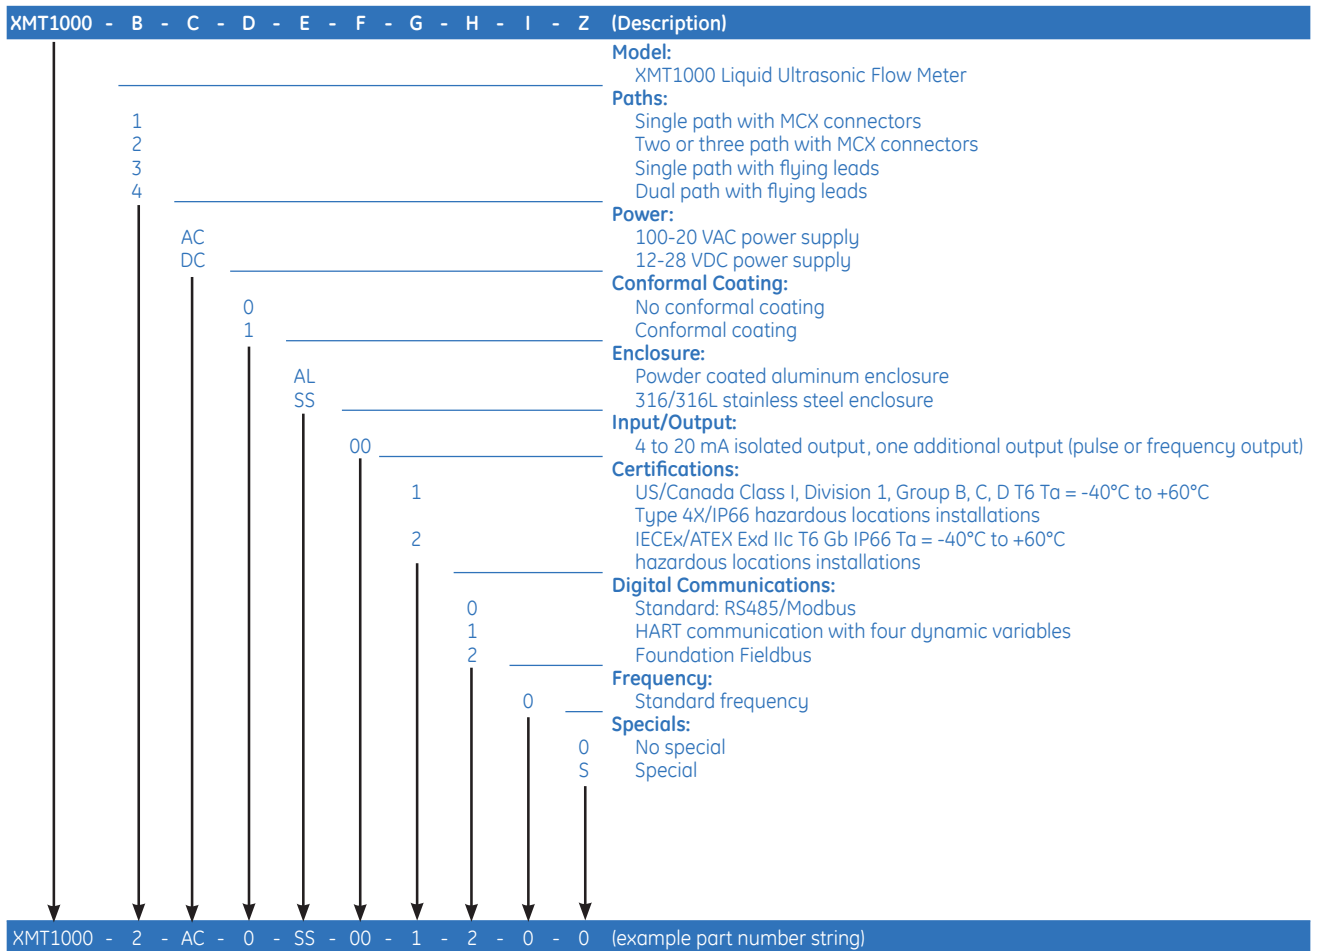 XMT1000 - B - C - D - E - F - G - H - I - Z (Description)
Model:
XMT1000 Liquid Ultrasonic Flow Meter
Paths:
1 Single path with MCX connectors
2 Two or three path with MCX connectors
3 Single path with flying leads
4 Dual path with flying leads
Power:
AC 100-20 VAC power supply
DC 12-28 VDC power supply
Conformal Coating:
0 No conformal coating
1 Conformal coating
Enclosure:
AL Powder coated aluminum enclosure
SS 316/316L stainless steel enclosure
Input/Output:
00 4 to 20 mA isolated output, one additional output (pulse or frequency output)
Certifications:
1 US/Canada Class I, Division 1, Group B, C, D T6 Ta = -40°C to +60°C
Type 4X/IP66 hazardous locations installations
2 IECEx/ATEX Exd IIc T6 Gb IP66 Ta = -40°C to +60°C
hazardous locations installations
Digital Communications:
0 Standard: RS485/Modbus
1 HART communication with four dynamic variables
2 Foundation Fieldbus
Frequency:
0 Standard frequency
Specials:
0 No special
S Special
XMT1000 - 2 - AC - 0 - SS - 00 - 1 - 2 - 0 - 0 (example part number string)